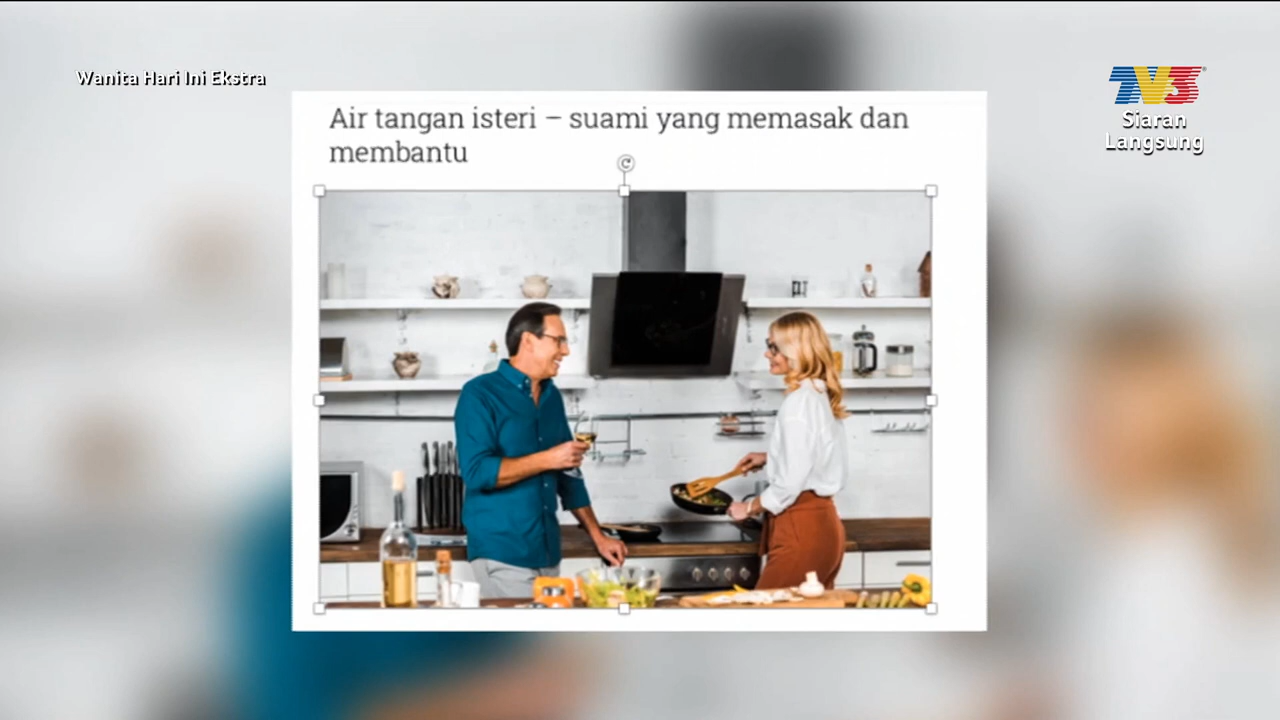 Wanita Hari Ini Ekstra
TV3
Siaran
Langsung
Air tangan isteri – suami yang memasak dan
membantu